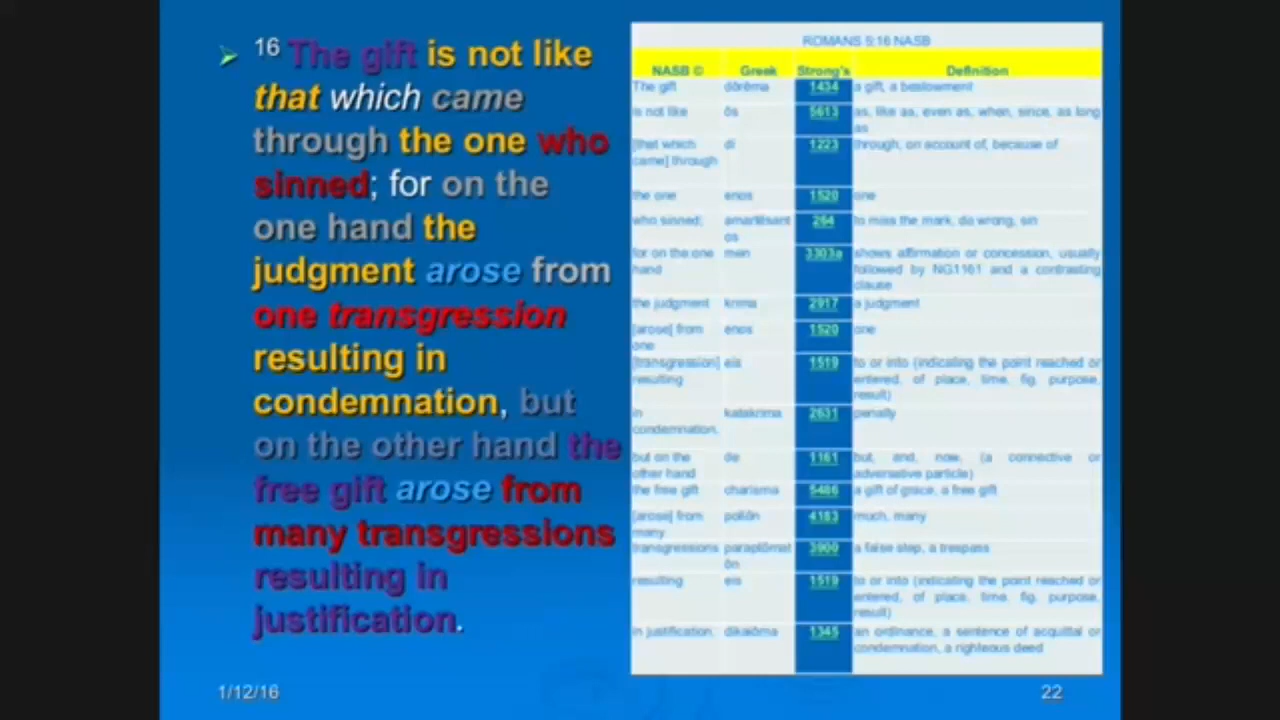 16 The gift is not like
that which came
through the one who
sinned; for on the
one hand the
judgment arose from
one transgression
resulting in
condemnation, but
on the other hand the
free gift arose from
many transgressions
resulting in
justification.
ROMANS 5:16 NASB
NASB © Greek Strong's Definition
The gift dōrēma 1434 a gift, a bestowment
is not like ōs 5613 as, like as, even as, when, since, as long
as
[that which di 1223 through, on account of, because of
came] through
the one enos 1520 one
who sinned; amartēsant 264 to miss the mark, do wrong, sin
os
for on the one men 3303a shows affirmation or concession, usually
hand followed by NG1161 and a contrasting
clause
the judgment krima 2917 a judgment
[arose] from enos 1520 one
one
[transgression] eis 1519 to or into (indicating the point reached or
resulting entered, of place, time, fig. purpose,
result)
in katakrima 2631 penalty
condemnation,
but on the de 1161 but, and, now, (a connective or
other hand adversative particle)
the free gift charisma 5486 a gift of grace, a free gift
[arose] from pollōn 4183 much, many
many
transgressions paraptōmat 3900 a false step, a trespass
ōn
resulting eis 1519 to or into (indicating the point reached or
entered, of place, time, fig. purpose,
result)
in justification. dikaiōma 1345 an ordinance, a sentence of acquittal or
condemnation, a righteous deed
1/12/16 22